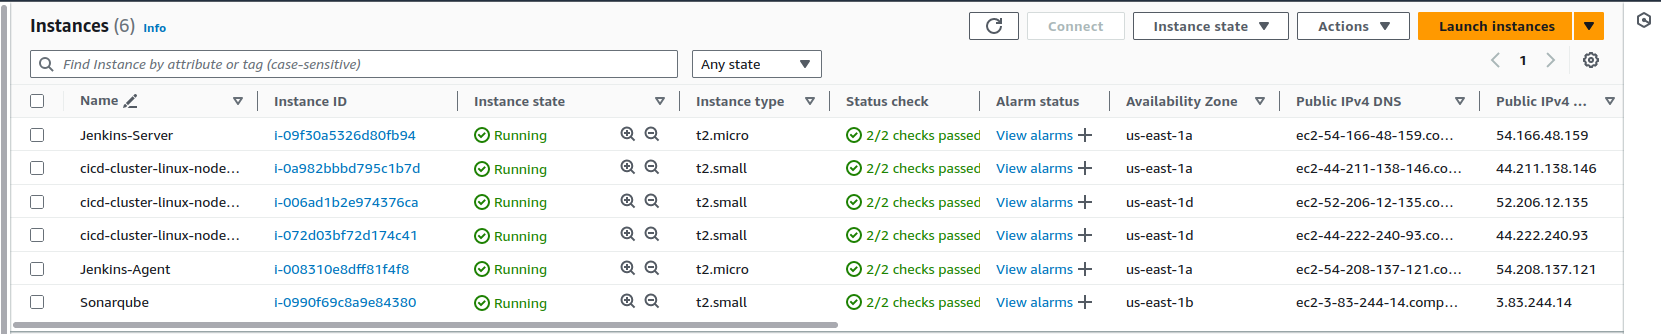 Instances (6) Info Connect Instance state Actions Launch instances
Find Instance by attribute or tag (case-sensitive) Any state 1
Name Instance ID Instance state Instance type Status check Alarm status Availability Zone Public IPv4 DNS Public IPv4 ...
Jenkins-Server i-09f30a5326d80fb94 Running t2.micro 2/2 checks passed View alarms + us-east-1a ec2-54-166-48-159.co... 54.166.48.159
cicd-cluster-linux-node... i-0a982bbbd795c1b7d Running t2.small 2/2 checks passed View alarms + us-east-1a ec2-44-211-138-146.co... 44.211.138.146
cicd-cluster-linux-node... i-006ad1b2e974376ca Running t2.small 2/2 checks passed View alarms + us-east-1d ec2-52-206-12-135.co... 52.206.12.135
cicd-cluster-linux-node... i-072d03bf72d174c41 Running t2.small 2/2 checks passed View alarms + us-east-1d ec2-44-222-240-93.co... 44.222.240.93
Jenkins-Agent i-008310e8dff81f4f8 Running t2.micro 2/2 checks passed View alarms + us-east-1a ec2-54-208-137-121.co... 54.208.137.121
Sonarqube i-0990f69c8a9e84380 Running t2.small 2/2 checks passed View alarms + us-east-1b ec2-3-83-244-14.comp... 3.83.244.14